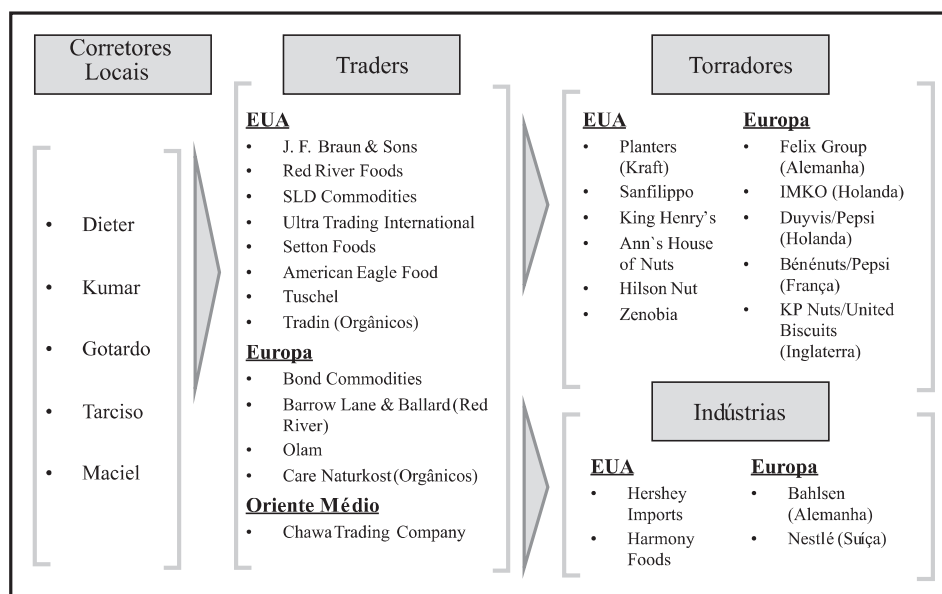 Corretores
Locais
• Dieter
• Kumar
• Gotardo
• Tarciso
• Maciel
Traders
EUA
• J. F. Braun & Sons
• Red River Foods
• SLD Commodities
• Ultra Trading International
• Setton Foods
• American Eagle Food
• Tuschel
• Tradin (Orgânicos)
Europa
• Bond Commodities
• Barrow Lane & Ballard (Red
River)
• Olam
• Care Naturkost (Orgânicos)
Oriente Médio
• Chawa Trading Company
Torradores
EUA
• Planters
(Kraft)
• Sanfilippo
• King Henry's
• Ann`s House
of Nuts
• Hilson Nut
• Zenobia
Europa
• Felix Group
(Alemanha)
• IMKO (Holanda)
• Duyvis/Pepsi
(Holanda)
• Bénénuts/Pepsi
(França)
• KP Nuts/United
Biscuits
(Inglaterra)
Indústrias
EUA
• Hershey
Imports
• Harmony
Foods
Europa
• Bahlsen
(Alemanha)
• Nestlé (Suíça)